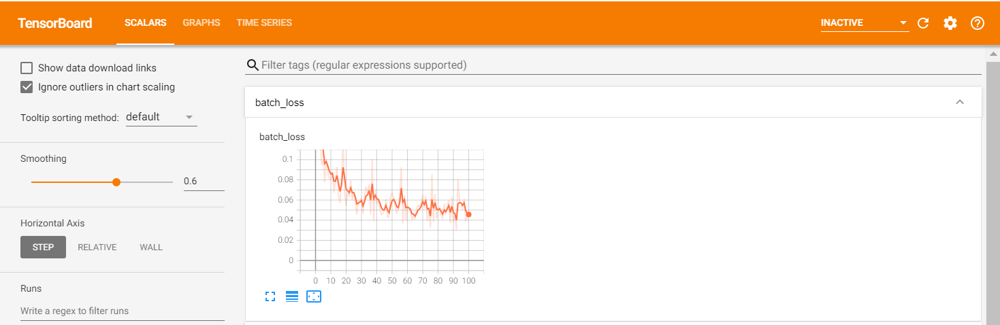 TensorBoard SCALARS GRAPHS TIME SERIES INACTIVE
Show data download links
Ignore outliers in chart scaling
Tooltip sorting method: default
Smoothing
0.6
Horizontal Axis
STEP RELATIVE WALL
Runs
Write a regex to filter runs
Filter tags (regular expressions supported)
batch_loss
batch_loss
0.1
0.08
0.06
0.04
0.02
0
0 10 20 30 40 50 60 70 80 90 100